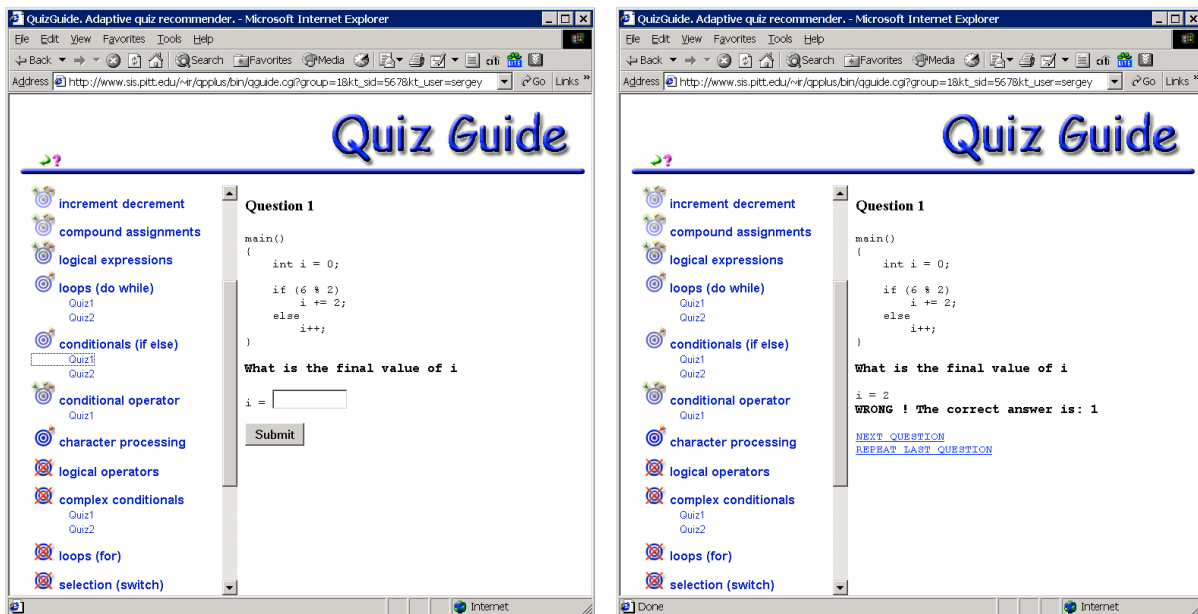 QuizGuide. Adaptive quiz recommender. - Microsoft Internet Explorer
File Edit View Favorites Tools Help
Back Search Favorites Media citi
Address http://www.sis.pitt.edu/~ir/qpplus/bin/qguide.cgi?group=1&kt_sid=567&kt_user=sergey Go Links »
Quiz Guide
?
increment decrement
compound assignments
logical expressions
loops (do while)
Quiz1
Quiz2
conditionals (if else)
Quiz1
Quiz2
conditional operator
Quiz1
character processing
logical operators
complex conditionals
Quiz1
Quiz2
loops (for)
selection (switch)
Question 1
main()
{
int i = 0;
if (6 % 2)
i += 2;
else
i++;
}
What is the final value of i
i =
Submit
Internet
QuizGuide. Adaptive quiz recommender. - Microsoft Internet Explorer
File Edit View Favorites Tools Help
Back Search Favorites Media citi
Address http://www.sis.pitt.edu/~ir/qpplus/bin/qguide.cgi?group=1&kt_sid=567&kt_user=sergey Go Links »
Quiz Guide
?
increment decrement
compound assignments
logical expressions
loops (do while)
Quiz1
Quiz2
conditionals (if else)
Quiz1
Quiz2
conditional operator
Quiz1
character processing
logical operators
complex conditionals
Quiz1
Quiz2
loops (for)
selection (switch)
Question 1
main()
{
int i = 0;
if (6 % 2)
i += 2;
else
i++;
}
What is the final value of i
i = 2
WRONG ! The correct answer is: 1
NEXT QUESTION
REPEAT LAST QUESTION
Done
Internet